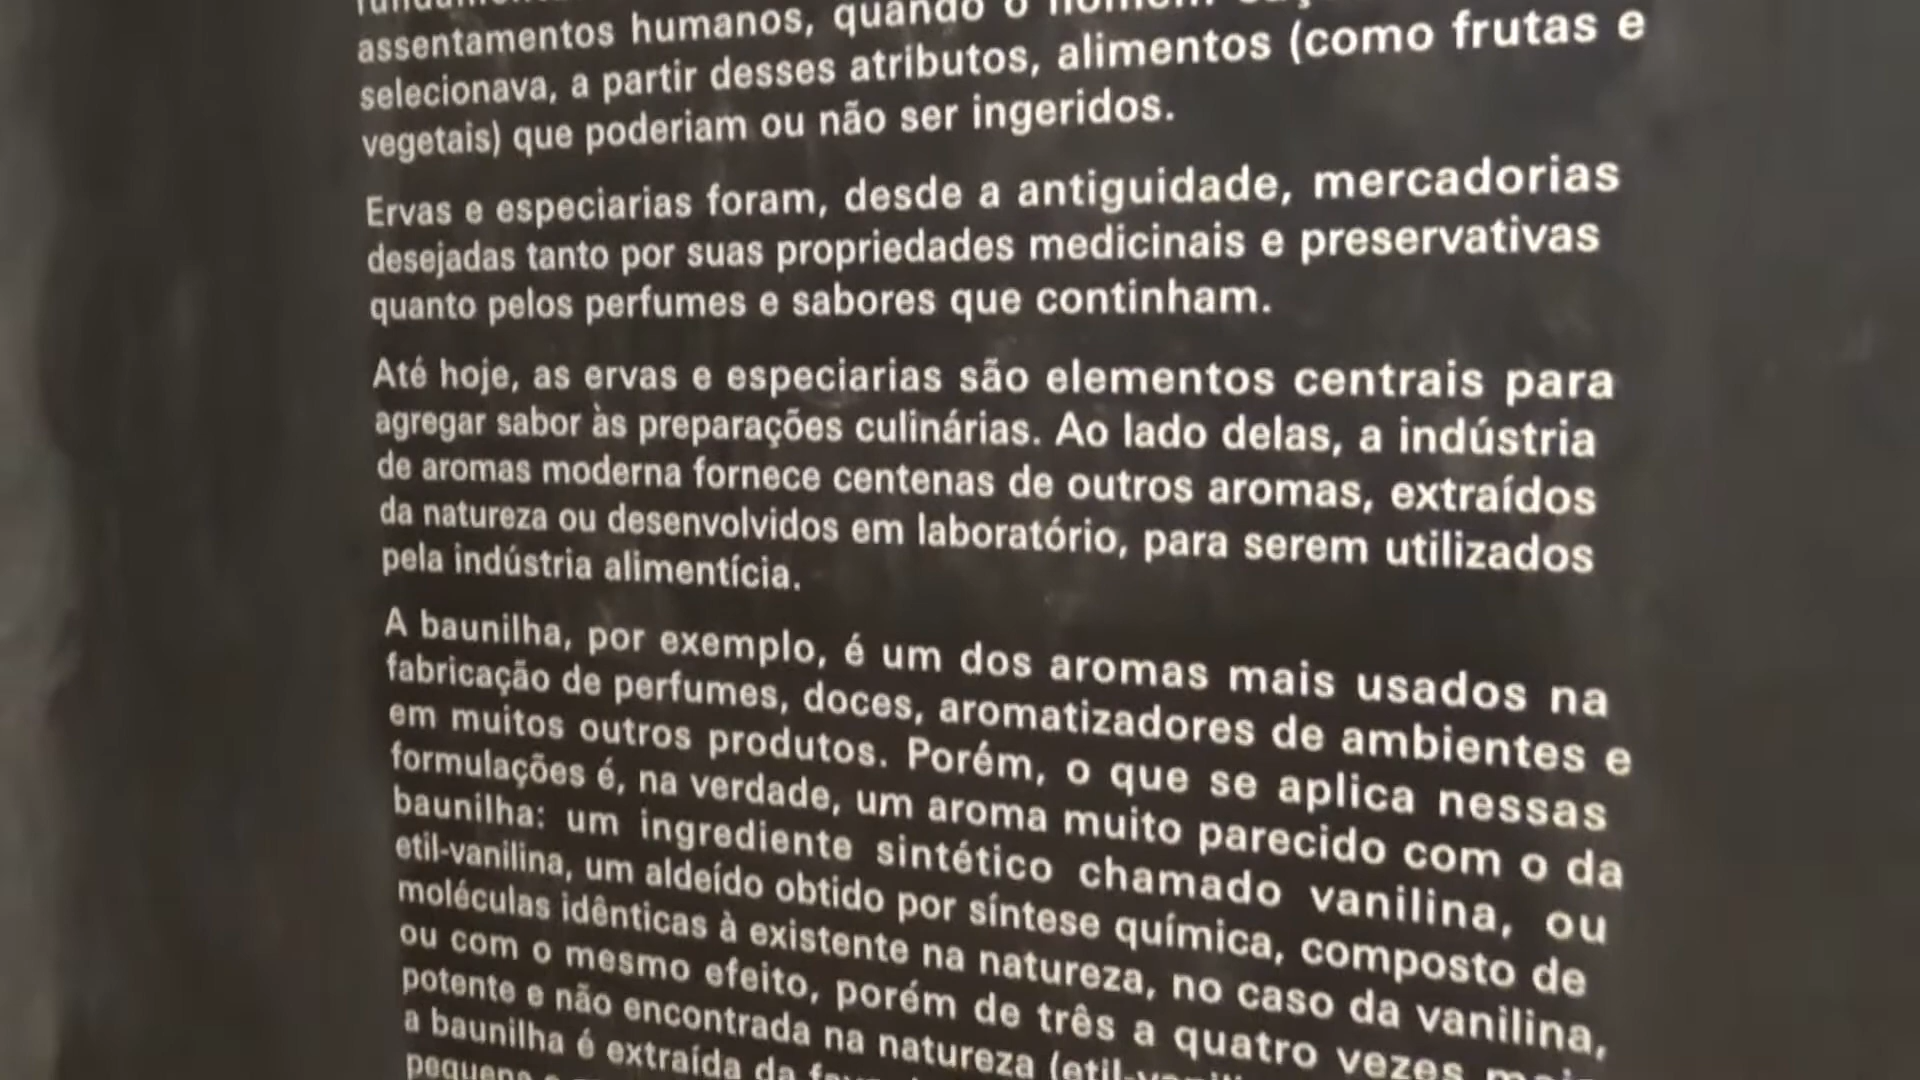 assentamentos humanos, quando o homem
selecionava, a partir desses atributos, alimentos (como frutas e
vegetais) que poderiam ou não ser ingeridos.
Ervas e especiarias foram, desde a antiguidade, mercadorias
desejadas tanto por suas propriedades medicinais e preservativas
quanto pelos perfumes e sabores que continham.
Até hoje, as ervas e especiarias são elementos centrais para
agregar sabor às preparações culinárias. Ao lado delas, a indústria
de aromas moderna fornece centenas de outros aromas, extraídos
da natureza ou desenvolvidos em laboratório, para serem utilizados
pela indústria alimentícia.
A baunilha, por exemplo, é um dos aromas mais usados na
fabricação de perfumes, doces, aromatizadores de ambientes e
em muitos outros produtos. Porém, o que se aplica nessas
formulações é, na verdade, um aroma muito parecido com o da
baunilha: um ingrediente sintético chamado vanilina, ou
etil-vanilina, um aldeído obtido por síntese química, composto de
moléculas idênticas à existente na natureza, no caso da vanilina,
ou com o mesmo efeito, porém de três a quatro vezes mais
potente e não encontrada na natureza
a baunilha é extraída da